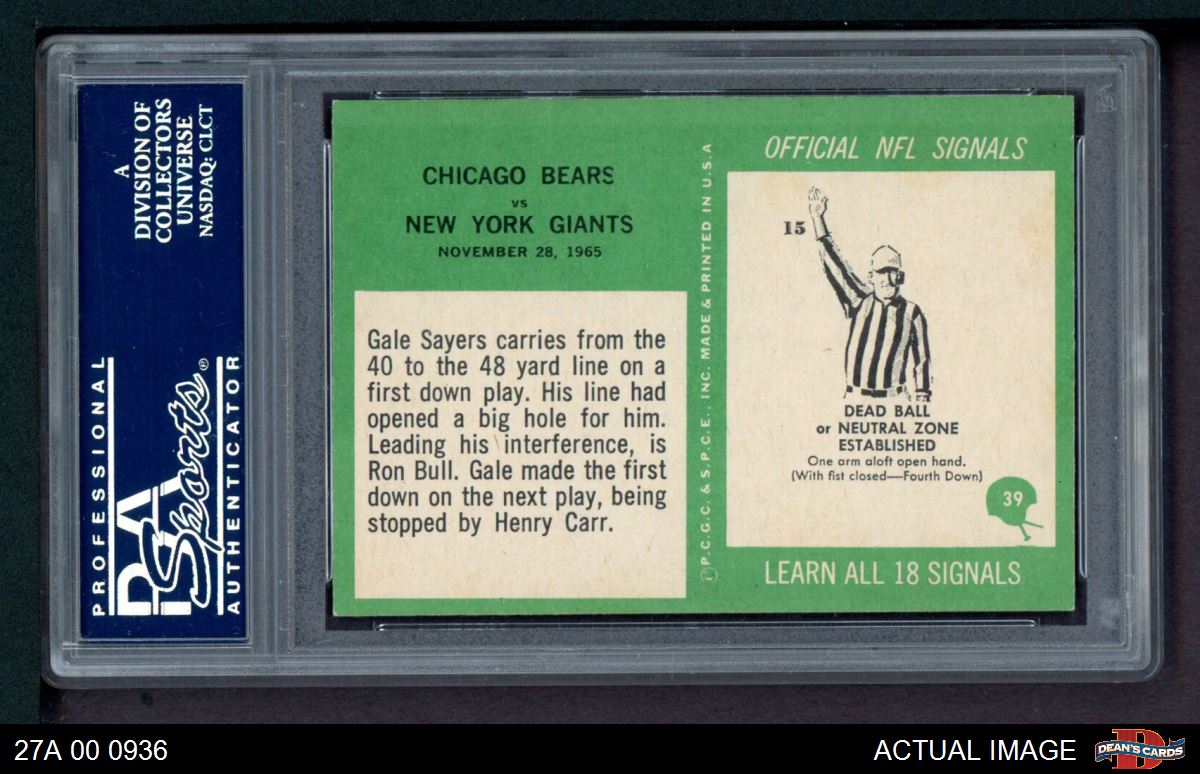 A
DIVISION OF
COLLECTORS
UNIVERSE
NASDAQ: CLCT
PROFESSIONAL
PSA
Sports®
AUTHENTICATOR
CHICAGO BEARS
vs
NEW YORK GIANTS
NOVEMBER 28, 1965
Gale Sayers carries from the
40 to the 48 yard line on a
first down play. His line had
opened a big hole for him.
Leading his interference, is
Ron Bull. Gale made the first
down on the next play, being
stopped by Henry Carr.
©P.C.G.C. & S.P.C.E., INC. MADE & PRINTED IN U.S.A
OFFICIAL NFL SIGNALS
15
DEAD BALL
or NEUTRAL ZONE
ESTABLISHED
One arm aloft open hand.
(With fist closed—Fourth Down)
39
LEARN ALL 18 SIGNALS
27A 00 0936
ACTUAL IMAGE
D
DEAN'S CARDS